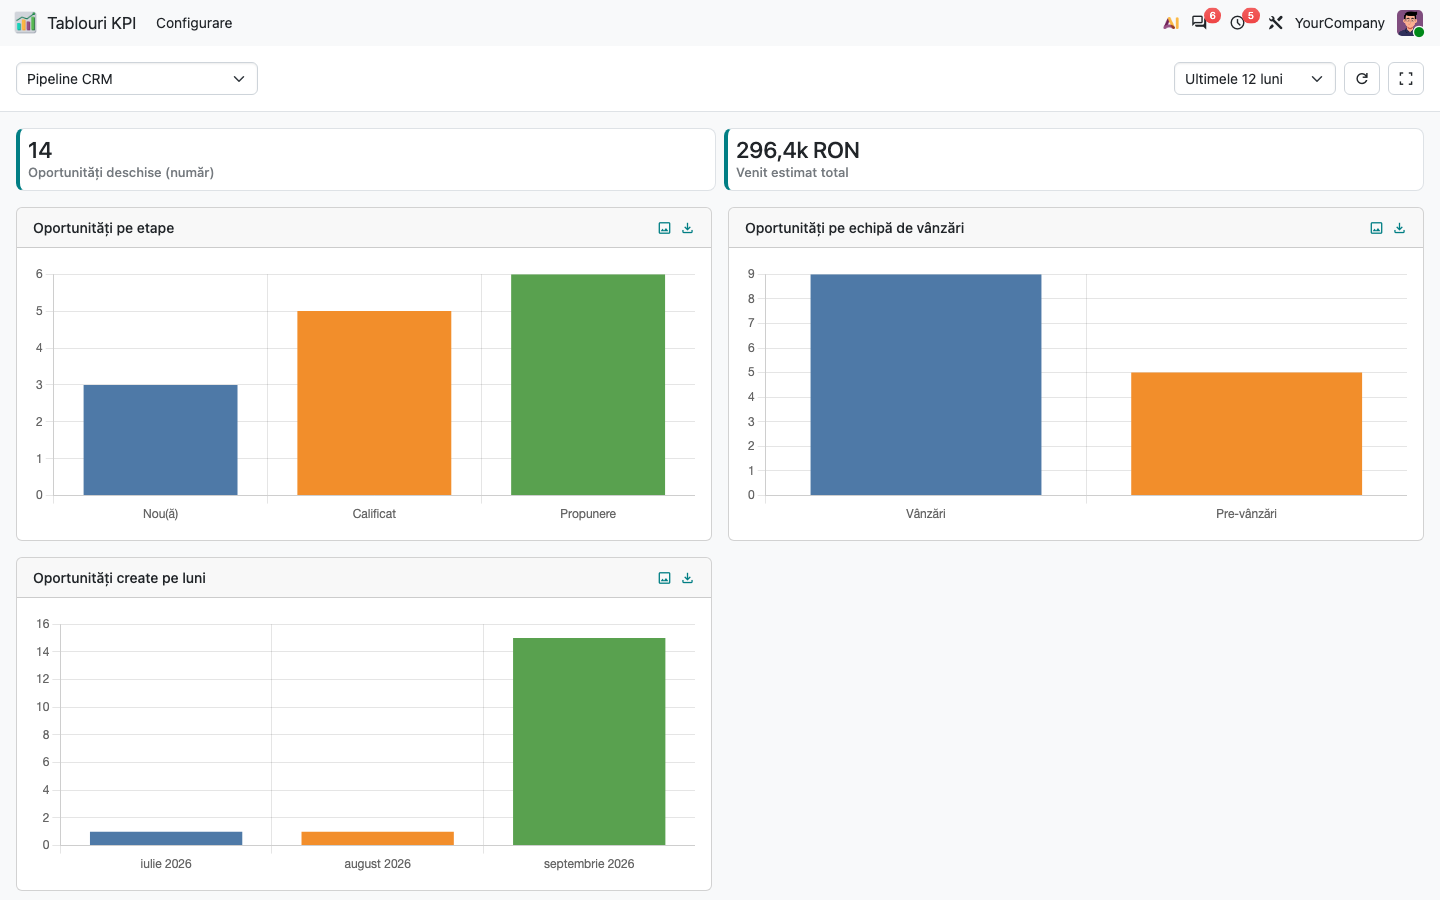 Tablouri KPI
Configurare
AI
6
5
YourCompany
Pipeline CRM
Ultimele 12 luni
14
Oportunități deschise (număr)
296,4k RON
Venit estimat total
Oportunități pe etape
6
5
4
3
2
1
0
Nou(ă)
Calificat
Propunere
Oportunități pe echipă de vânzări
9
8
7
6
5
4
3
2
1
0
Vânzări
Pre-vânzări
Oportunități create pe luni
16
14
12
10
8
6
4
2
0
iulie 2026
august 2026
septembrie 2026